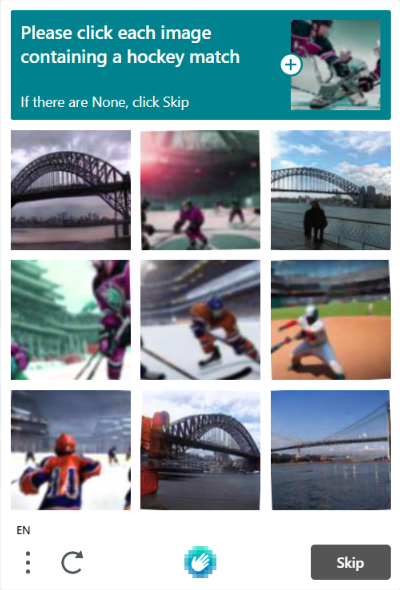 Please click each image
containing a hockey match
If there are None, click Skip
EN
Skip